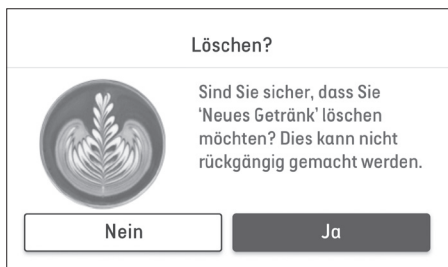 Löschen?
Sind Sie sicher, dass Sie
‘Neues Getränk’ löschen
möchten? Dies kann nicht
rückgängig gemacht werden.
Nein
Ja